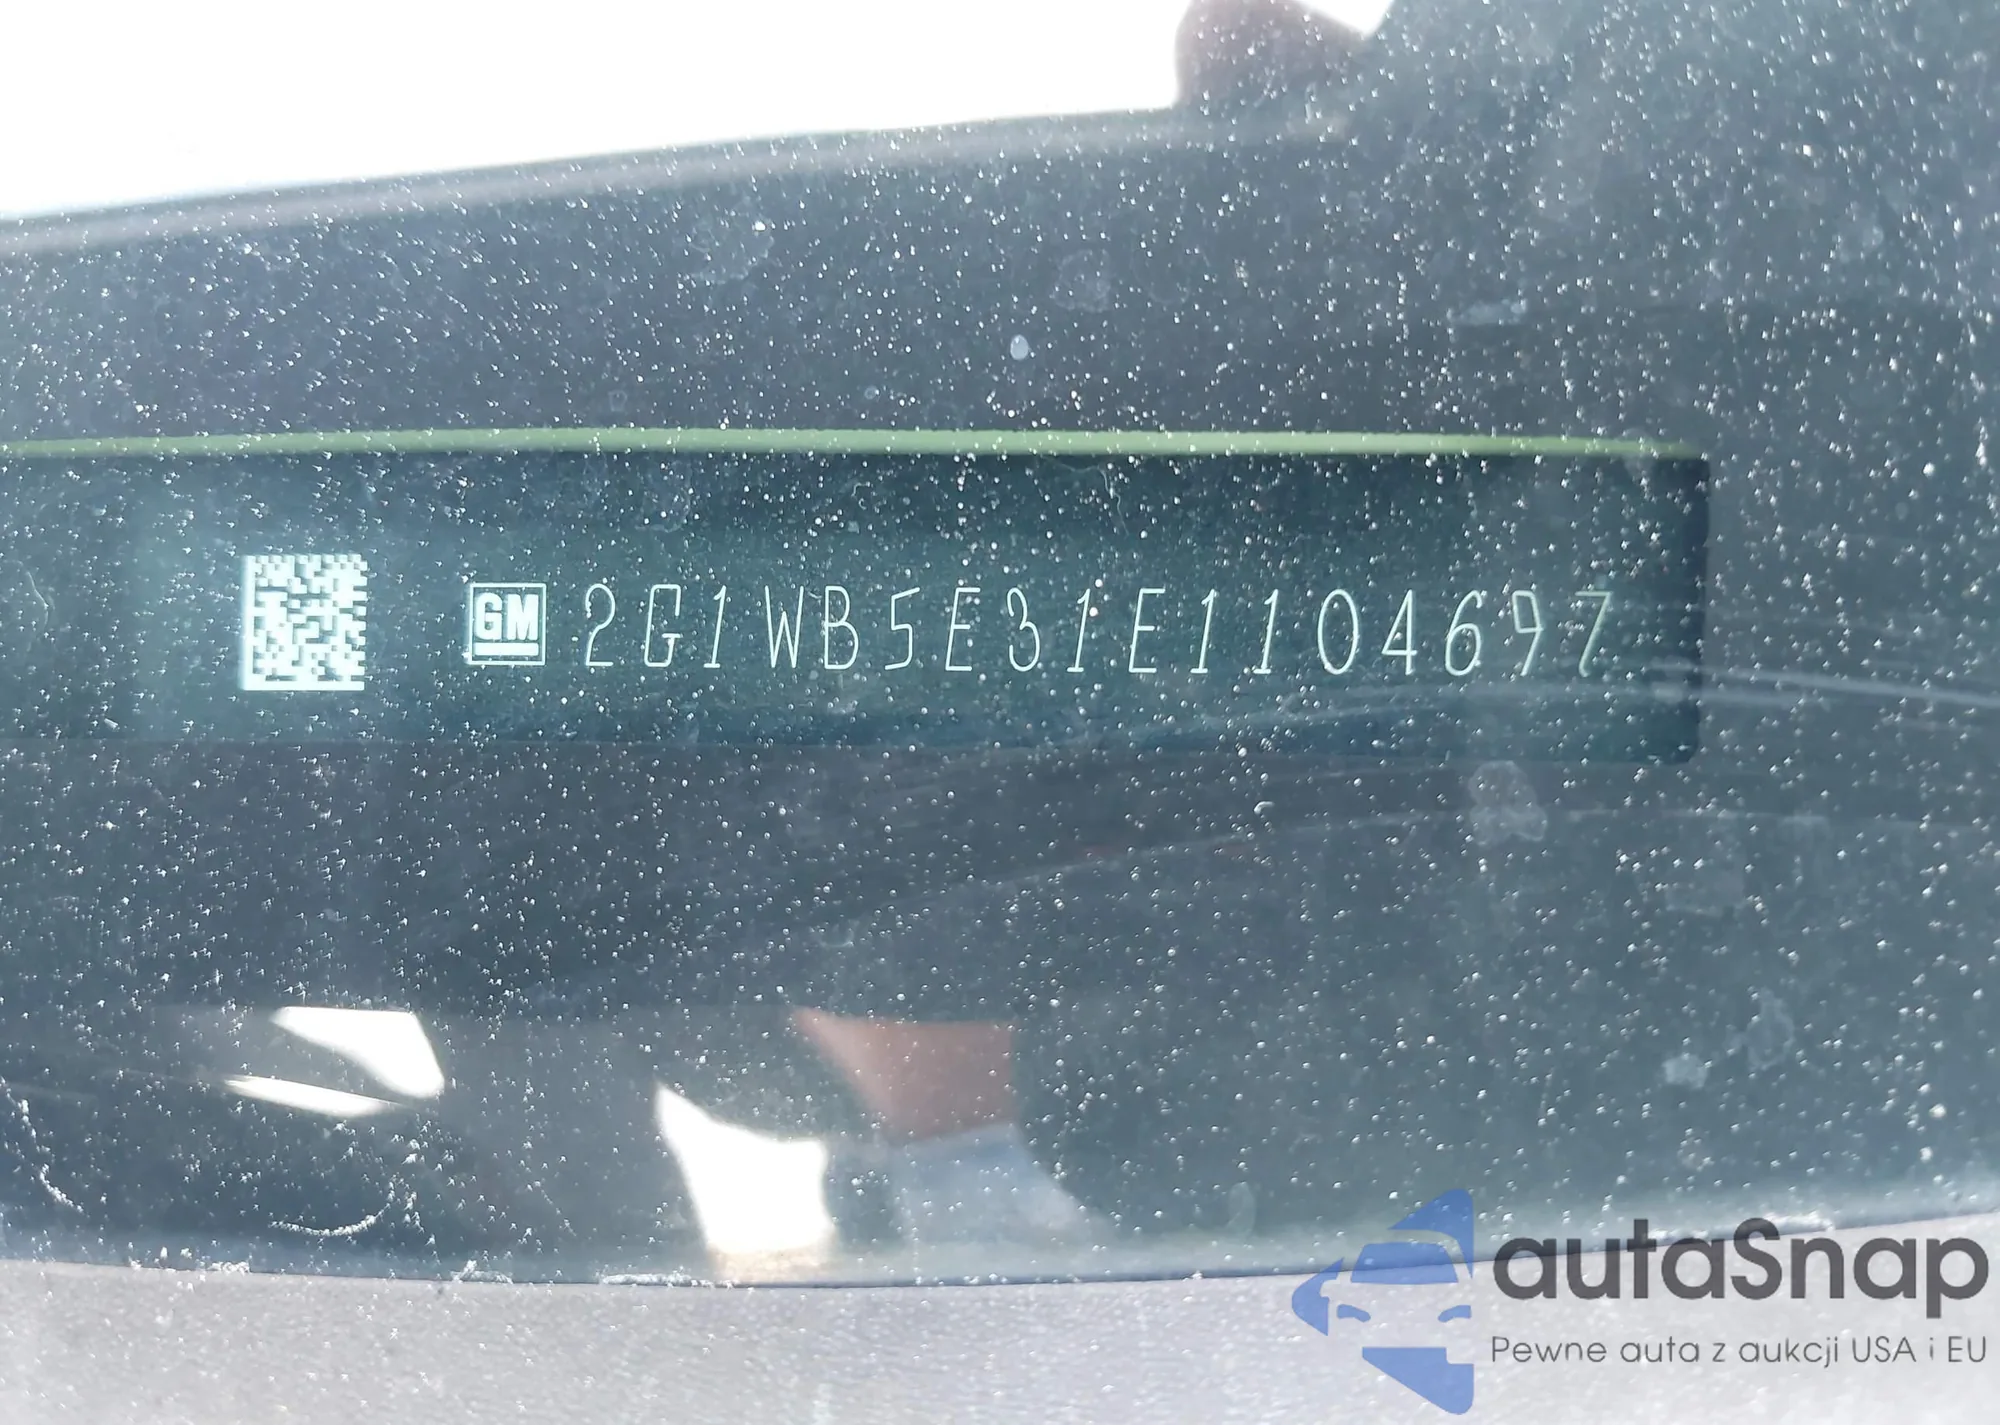 GM 2G1WB5E31E1104697
autaSnap
Pewne auta z aukcji USA i EU